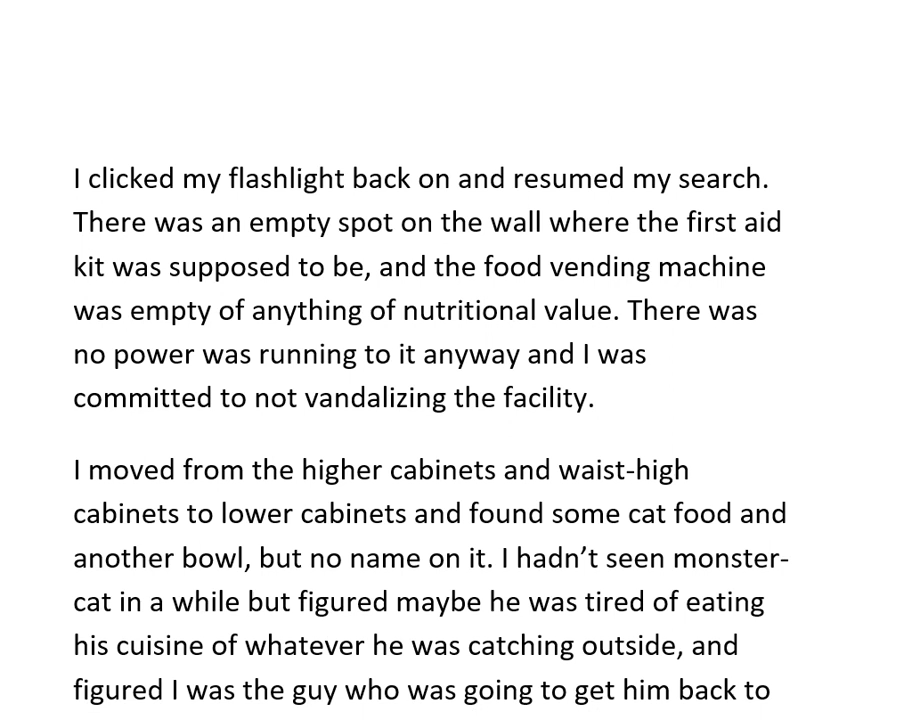 I clicked my flashlight back on and resumed my search.
There was an empty spot on the wall where the first aid
kit was supposed to be, and the food vending machine
was empty of anything of nutritional value. There was
no power was running to it anyway and I was
committed to not vandalizing the facility.
I moved from the higher cabinets and waist-high
cabinets to lower cabinets and found some cat food and
another bowl, but no name on it. I hadn’t seen monster-
cat in a while but figured maybe he was tired of eating
his cuisine of whatever he was catching outside, and
figured I was the guy who was going to get him back to